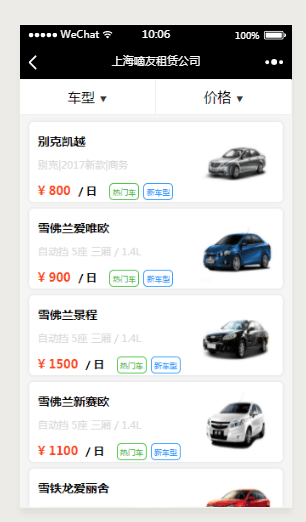 WeChat 10:06 100%
上海喃友租赁公司
车型 ▼ 价格 ▼
别克凯越
别克|2017新款|商务
¥ 800 / 日 热门车 新车型
雪佛兰爱唯欧
自动挡 5座 三厢 / 1.4L
¥ 900 / 日 热门车 新车型
雪佛兰景程
自动挡 5座 三厢 / 1.4L
¥ 1500 / 日 热门车 新车型
雪佛兰新赛欧
自动挡 5座 三厢 / 1.4L
¥ 1100 / 日 热门车 新车型
雪铁龙爱丽舍